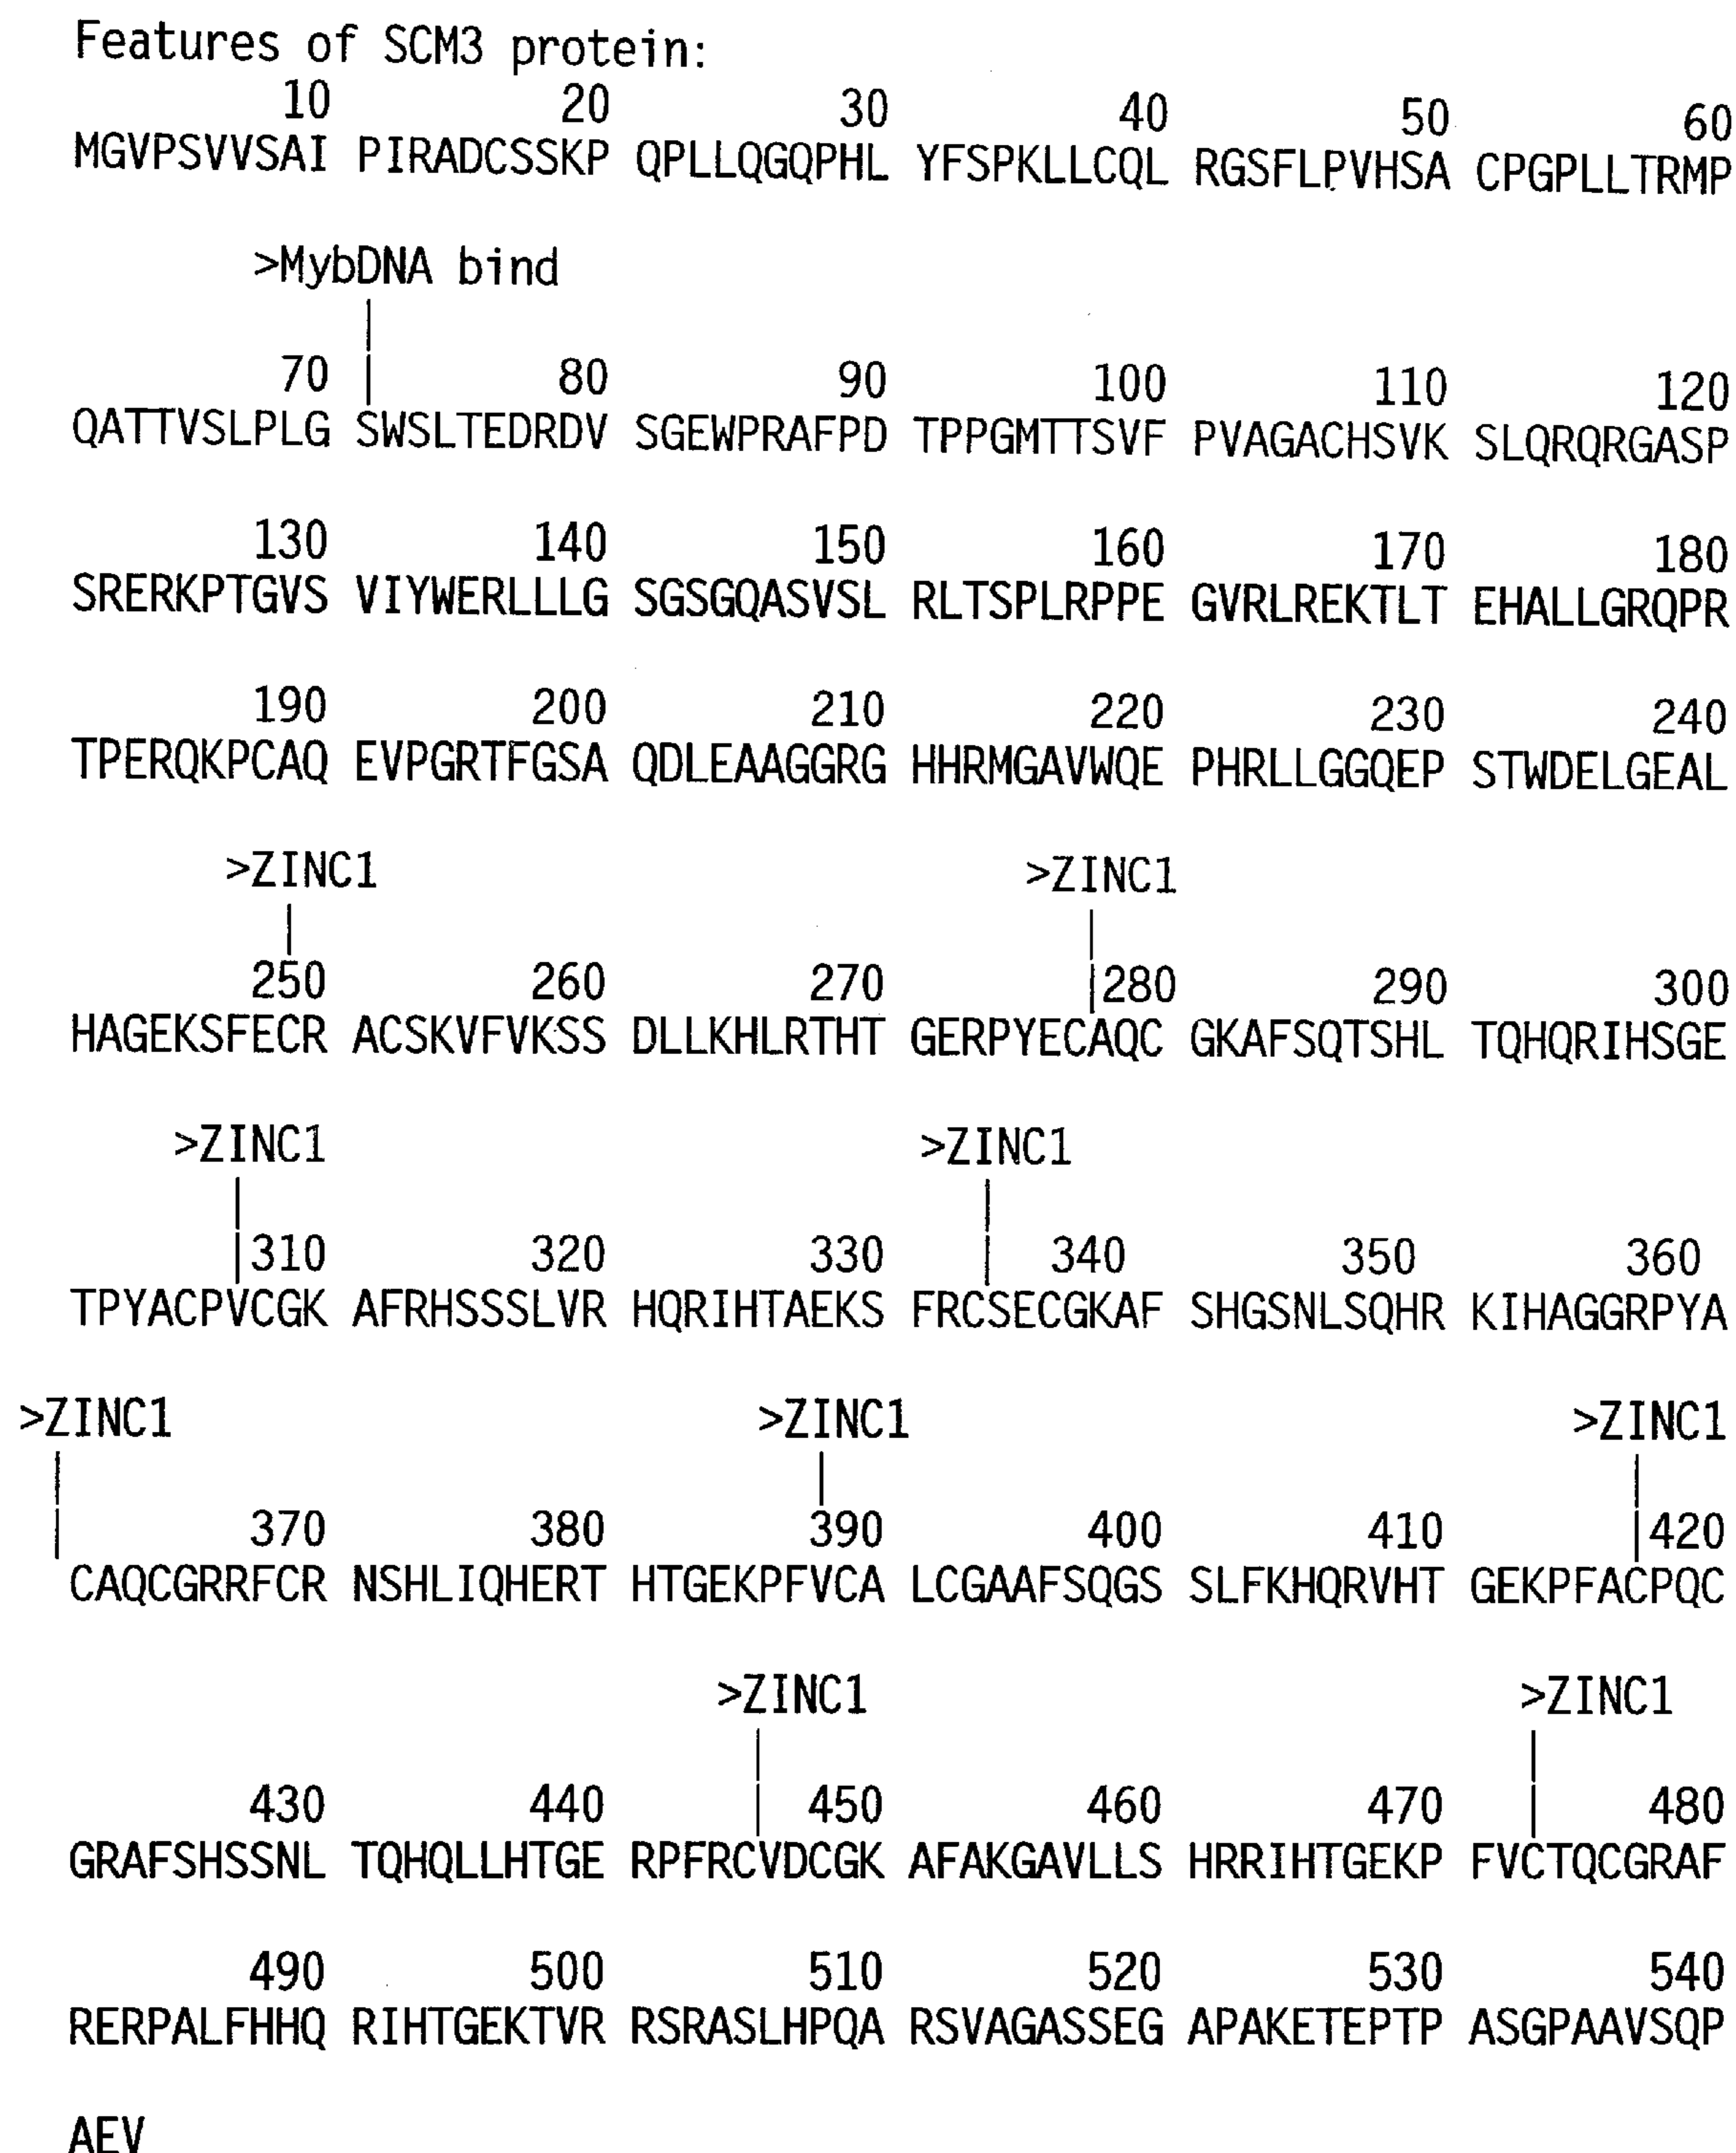 Features of SCM3 protein:
10 20 30 40 50 60
MGVPSVVSAI PIRADCSSKP QPLLQGQPHL YFSPKLLCQL RGSFLPVHSA CPGPLLTRMP
>MybDNA bind
70 80 90 100 110 120
QATTVSLPLG SWSLTEDRDV SGEWPRAFPD TPPGMTTSVF PVAGACHSVK SLQRQRGASP
130 140 150 160 170 180
SRERKPTGVS VIYWERLLLG SGSGQASVSL RLTSPLRPPE GVRLREKTLT EHALLGRQPR
190 200 210 220 230 240
TPERQKPCAQ EVPGRTFGSA QDLEAAGGRG HHRMGAVWQE PHRLLGGQEP STWDELGEAL
>ZINC1 >ZINC1
250 260 270 280 290 300
HAGEKSFECR ACSKVFVKSS DLLKHLRTHT GERPYECAQC GKAFSQTSHL TQHQRIHSGE
>ZINC1 >ZINC1
310 320 330 340 350 360
TPYACPVCGK AFRHSSSLVR HQRIHTAEKS FRCSECGKAF SHGSNLSQHR KIHAGGRPYA
>ZINC1 >ZINC1 >ZINC1
370 380 390 400 410 420
CAQCGRRFCR NSHLIQHERT HTGEKPFVCA LCGAAFSQGS SLFKHQRVHT GEKPFACPQC
>ZINC1 >ZINC1
430 440 450 460 470 480
GRAFSHSSNL TQHQLLHTGE RPFRCVDCGK AFAKGAVLLS HRRIHTGEKP FVCTQCGRAF
490 500 510 520 530 540
RERPALFHHQ RIHTGEKTVR RSRASLHPQA RSVAGASSEG APAKETEPTP ASGPAAVSQP
AEV